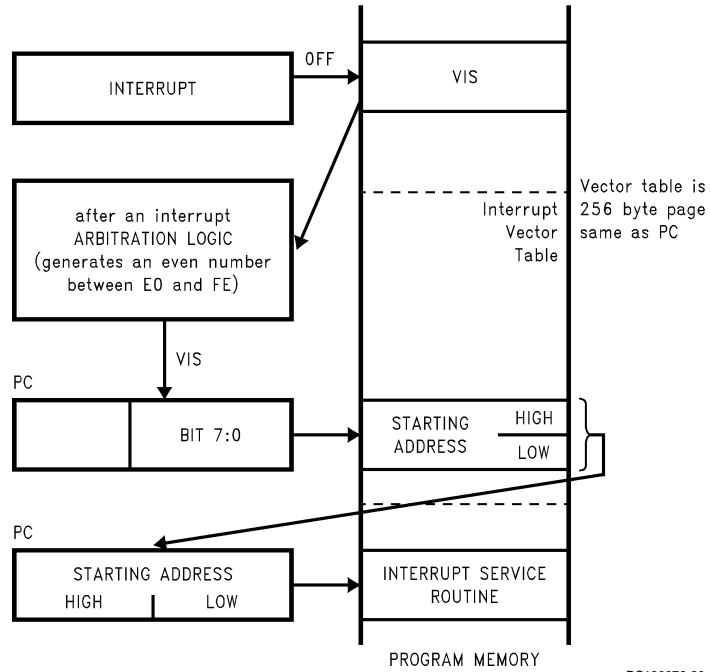 OFF
INTERRUPT
VIS
Vector table is
256 byte page
same as PC
Interrupt
Vector
Table
after an interrupt
ARBITRATION LOGIC
(generates an even number
between E0 and FE)
VIS
PC
BIT 7:0
STARTING
ADDRESS
HIGH
LOW
PC
STARTING ADDRESS
HIGH LOW
INTERRUPT SERVICE
ROUTINE
PROGRAM MEMORY